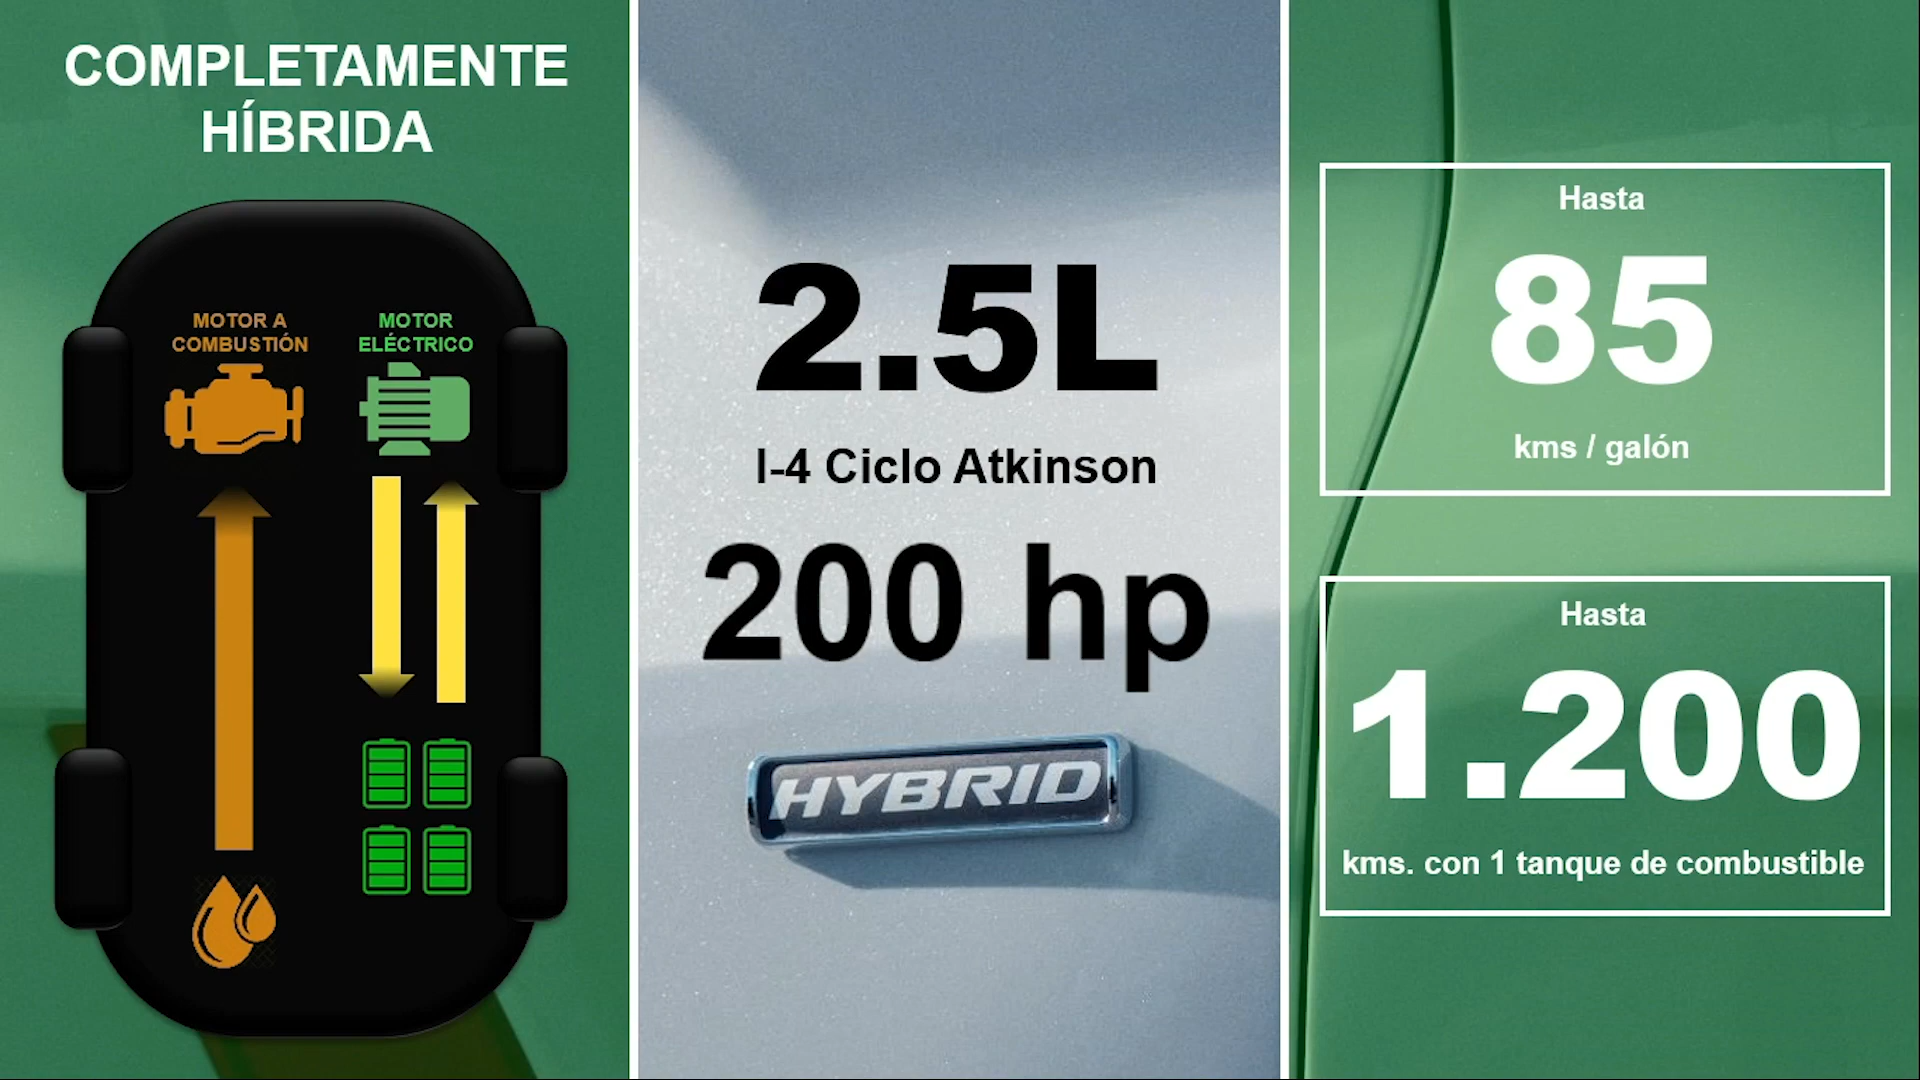 COMPLETAMENTE
HÍBRIDA
MOTOR A
COMBUSTIÓN
MOTOR
ELÉCTRICO
2.5L
I-4 Ciclo Atkinson
200 hp
HYBRID
Hasta
85
kms / galón
Hasta
1.200
kms. con 1 tanque de combustible